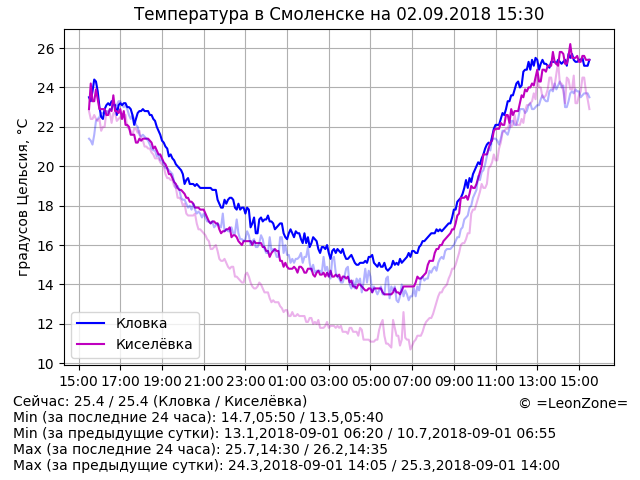 Температура в Смоленске на 02.09.2018 15:30
градусов Цельсия, °C
26
24
22
20
18
16
14
12
10
Кловка
Киселёвка
15:00 17:00 19:00 21:00 23:00 01:00 03:00 05:00 07:00 09:00 11:00 13:00 15:00
Сейчас: 25.4 / 25.4 (Кловка / Киселёвка)
© =LeonZone=
Min (за последние 24 часа): 14.7,05:50 / 13.5,05:40
Min (за предыдущие сутки): 13.1,2018-09-01 06:20 / 10.7,2018-09-01 06:55
Max (за последние 24 часа): 25.7,14:30 / 26.2,14:35
Max (за предыдущие сутки): 24.3,2018-09-01 14:05 / 25.3,2018-09-01 14:00